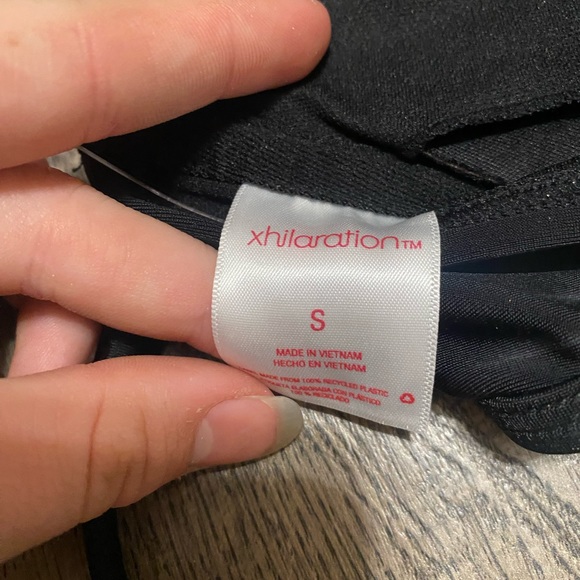 xhilaration™
S
MADE IN VIETNAM
HECHO EN VIETNAM
MADE FROM 100% RECYCLED PLASTIC
ELABORADA CON PLÁSTICO
100 % RECICLADO